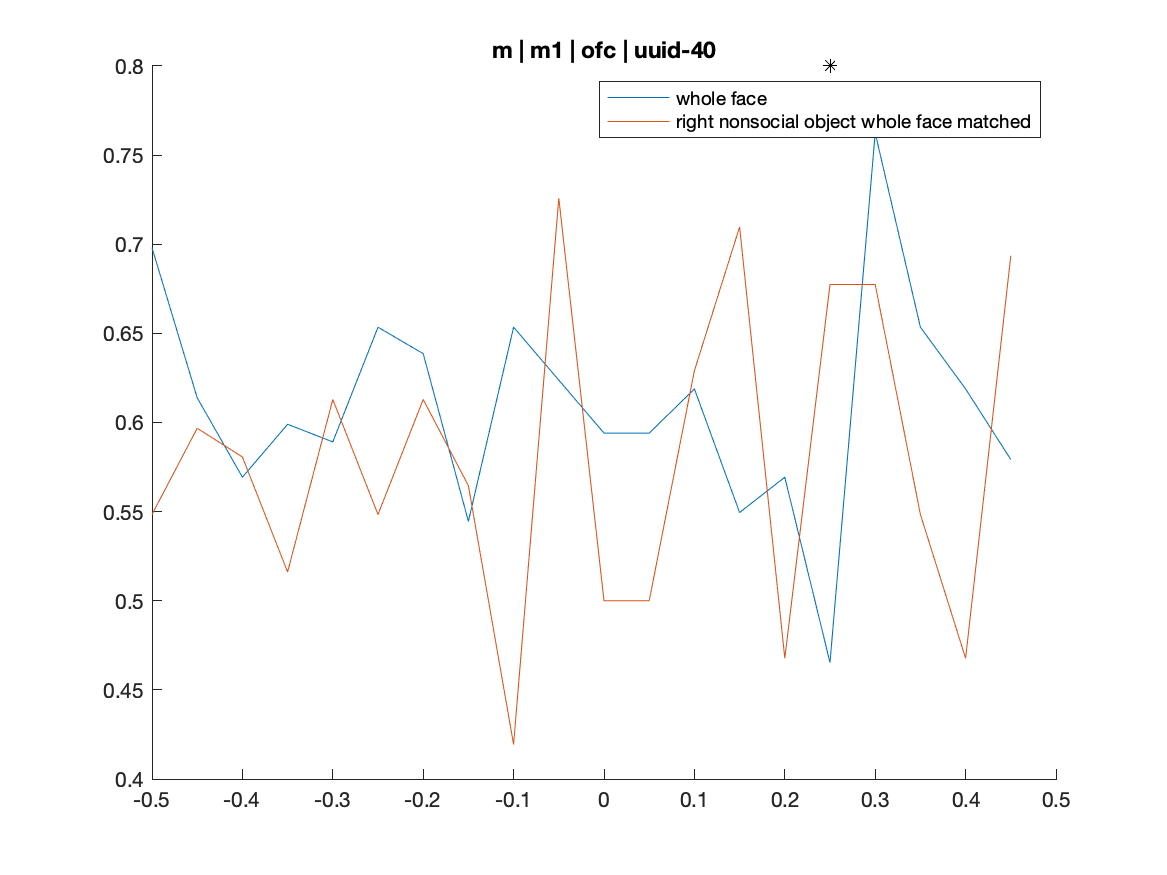 m | m1 | ofc | uuid-40
whole face
right nonsocial object whole face matched
0.8
0.75
0.7
0.65
0.6
0.55
0.5
0.45
0.4
-0.5 -0.4 -0.3 -0.2 -0.1 0 0.1 0.2 0.3 0.4 0.5